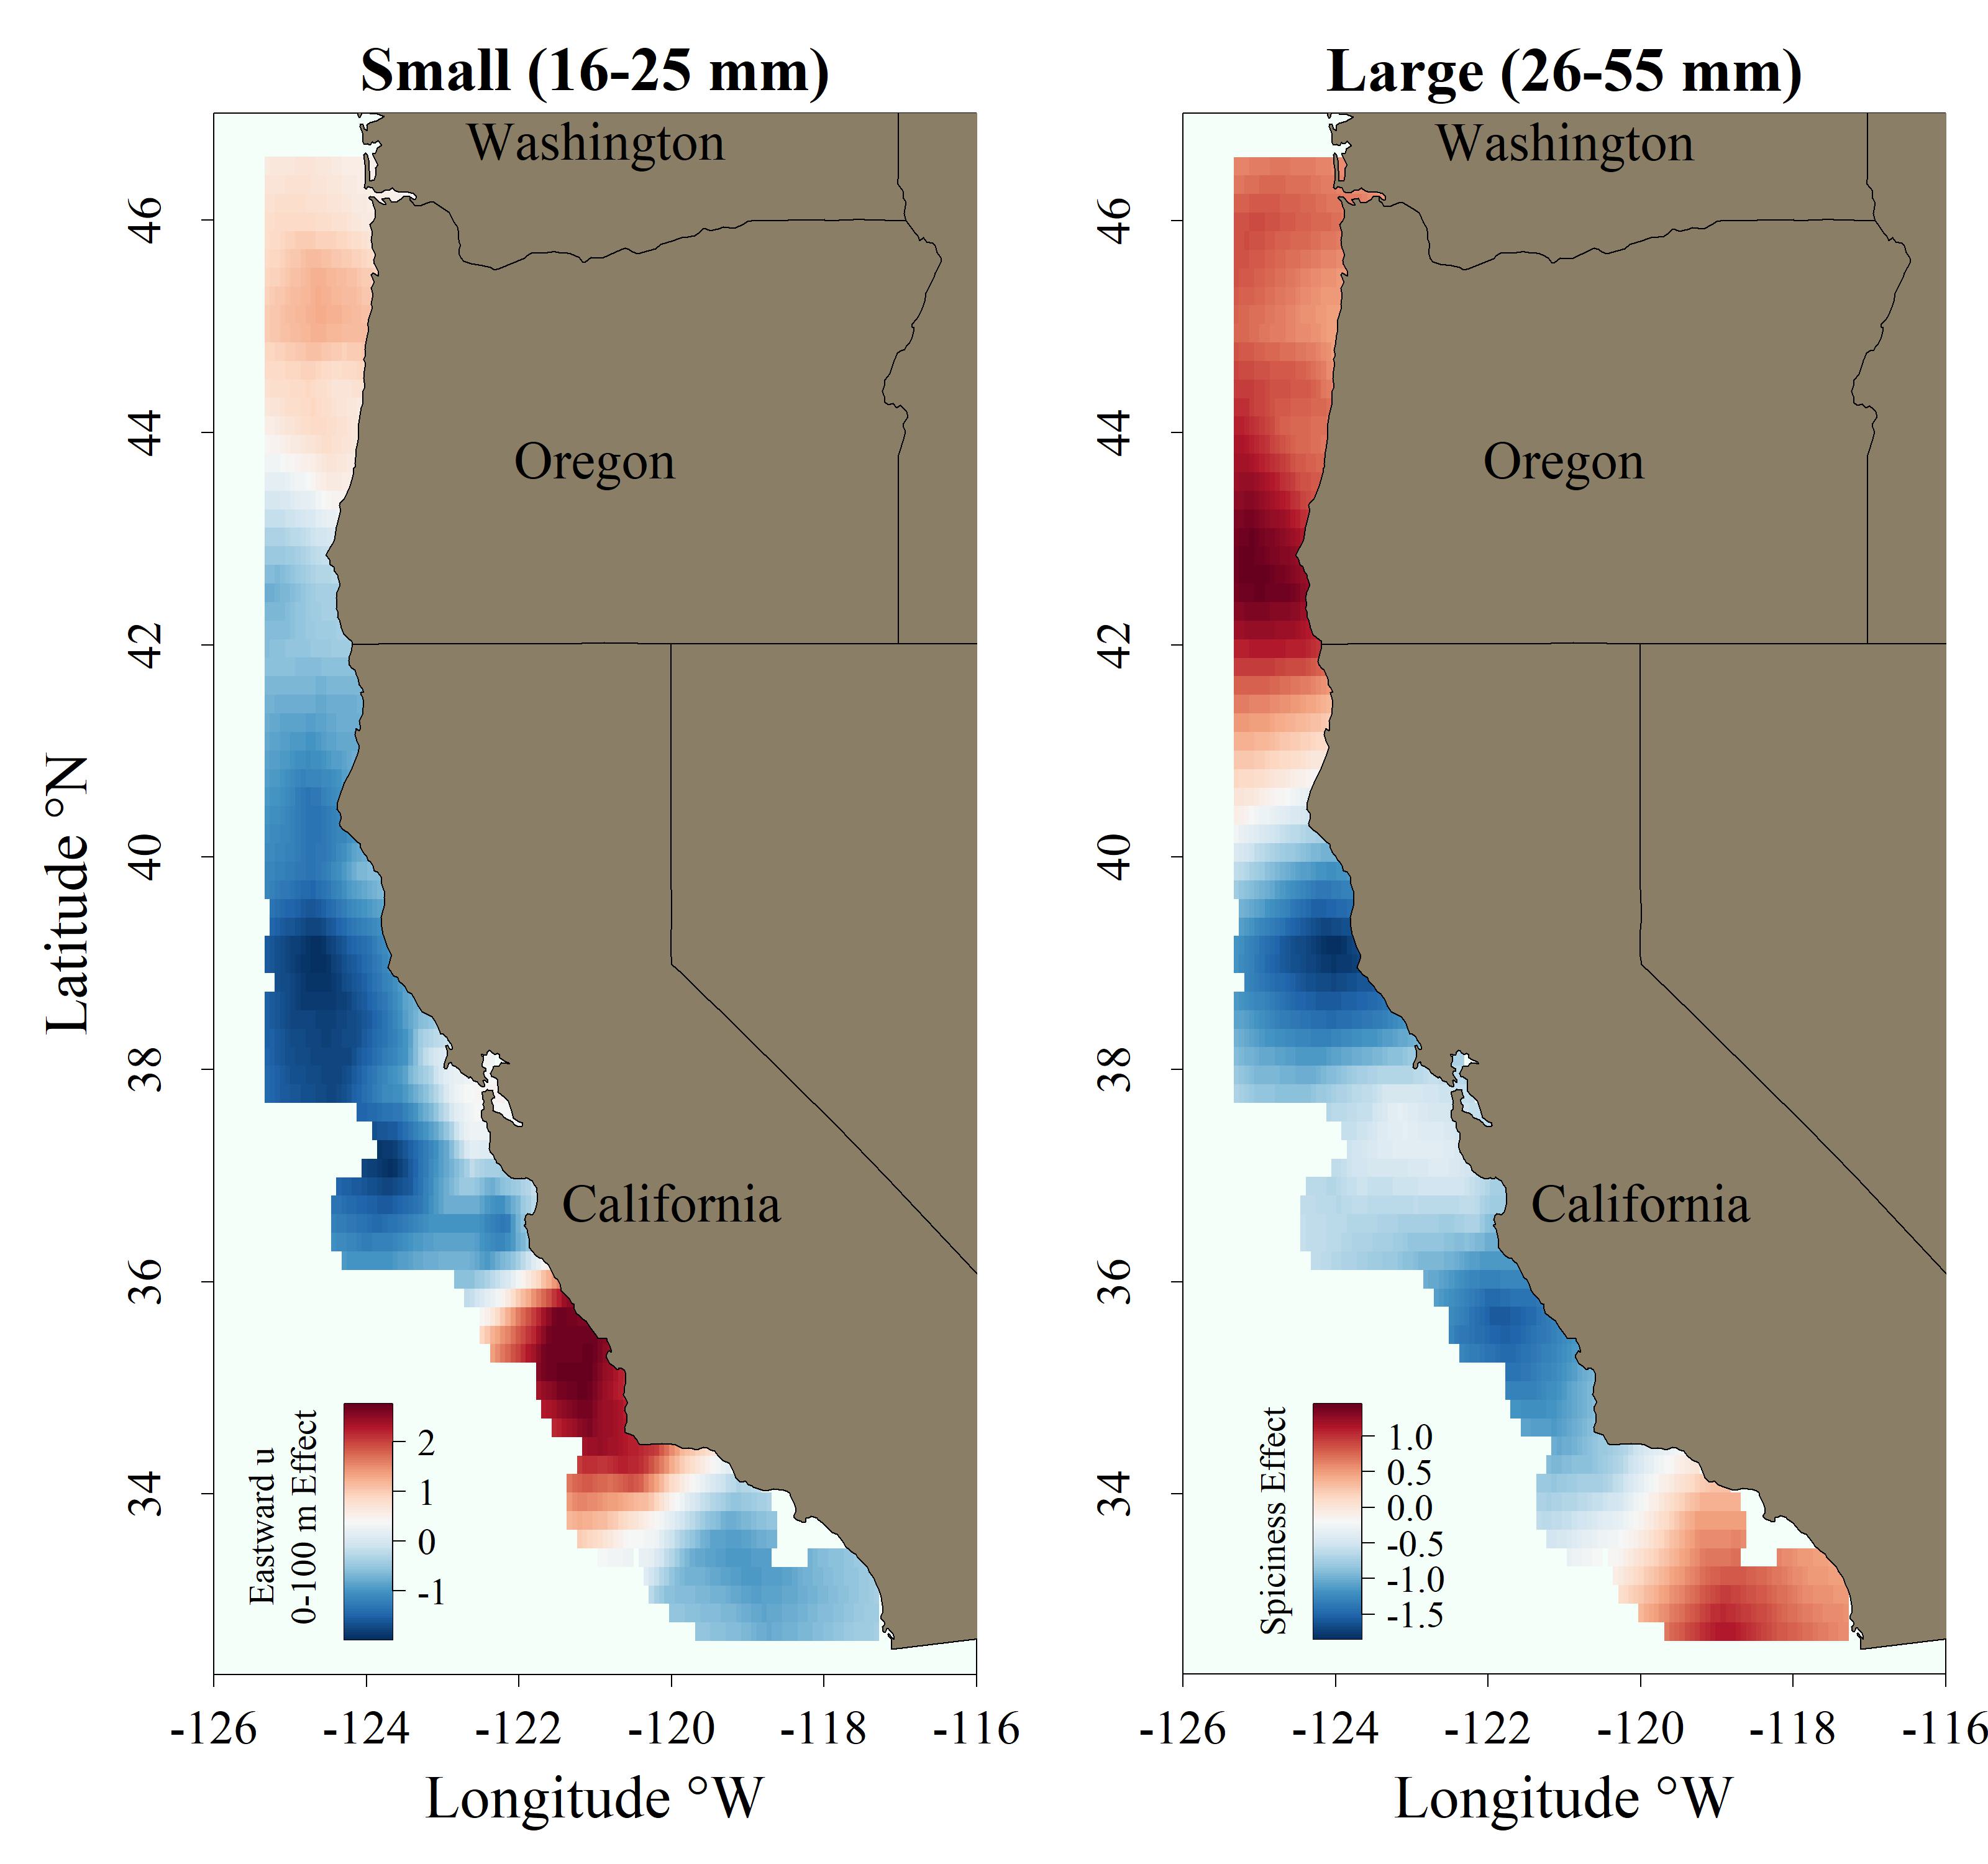 Small (16-25 mm)
Washington
Oregon
California
46
44
42
40
38
36
34
Latitude °N
Eastward u
0-100 m Effect
2
1
0
-1
-126
-124
-122
-120
-118
-116
Longitude °W
Large (26-55 mm)
Washington
Oregon
California
46
44
42
40
38
36
34
Spiciness Effect
1.0
0.5
0.0
-0.5
-1.0
-1.5
-126
-124
-122
-120
-118
-116
Longitude °W